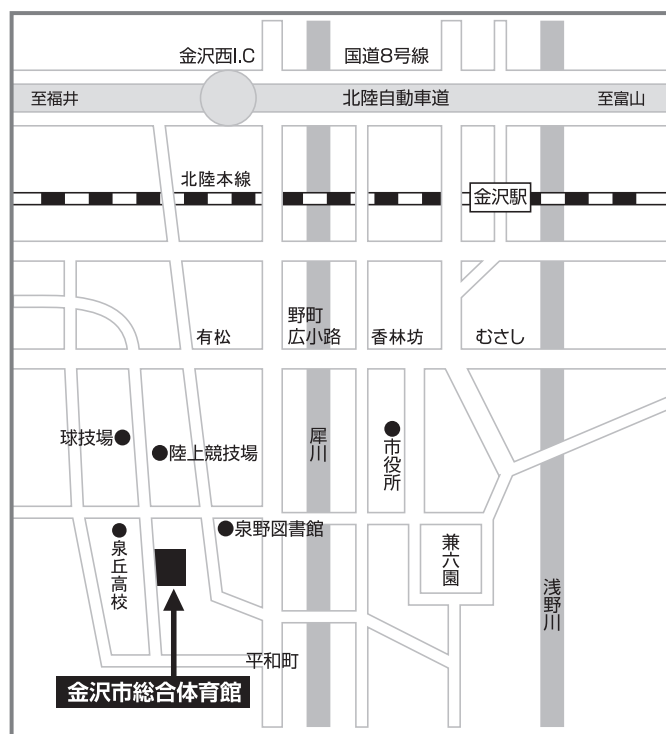 金沢西I.C
国道8号線
至福井
北陸自動車道
至富山
北陸本線
金沢駅
有松
野町
広小路
香林坊
むさし
球技場
陸上競技場
犀川
市役所
泉丘高校
泉野図書館
兼六園
浅野川
平和町
金沢市総合体育館